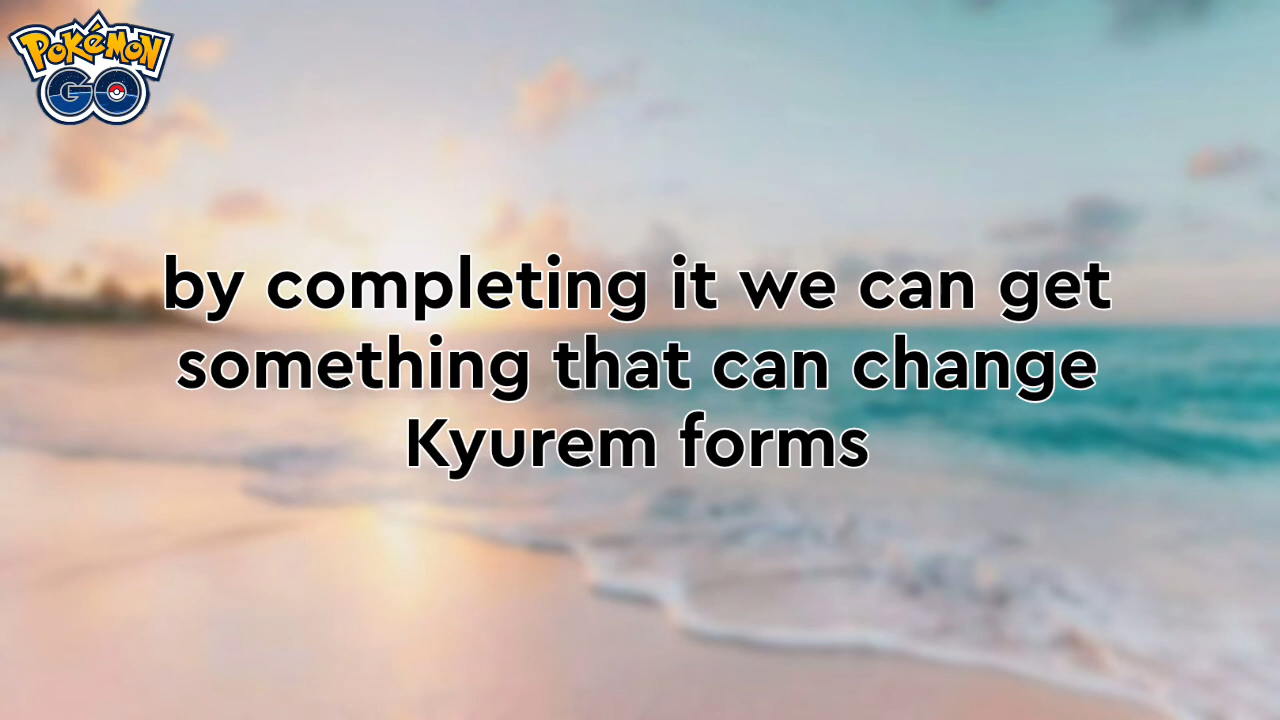 POKéMON
GO
by completing it we can get
something that can change
Kyurem forms